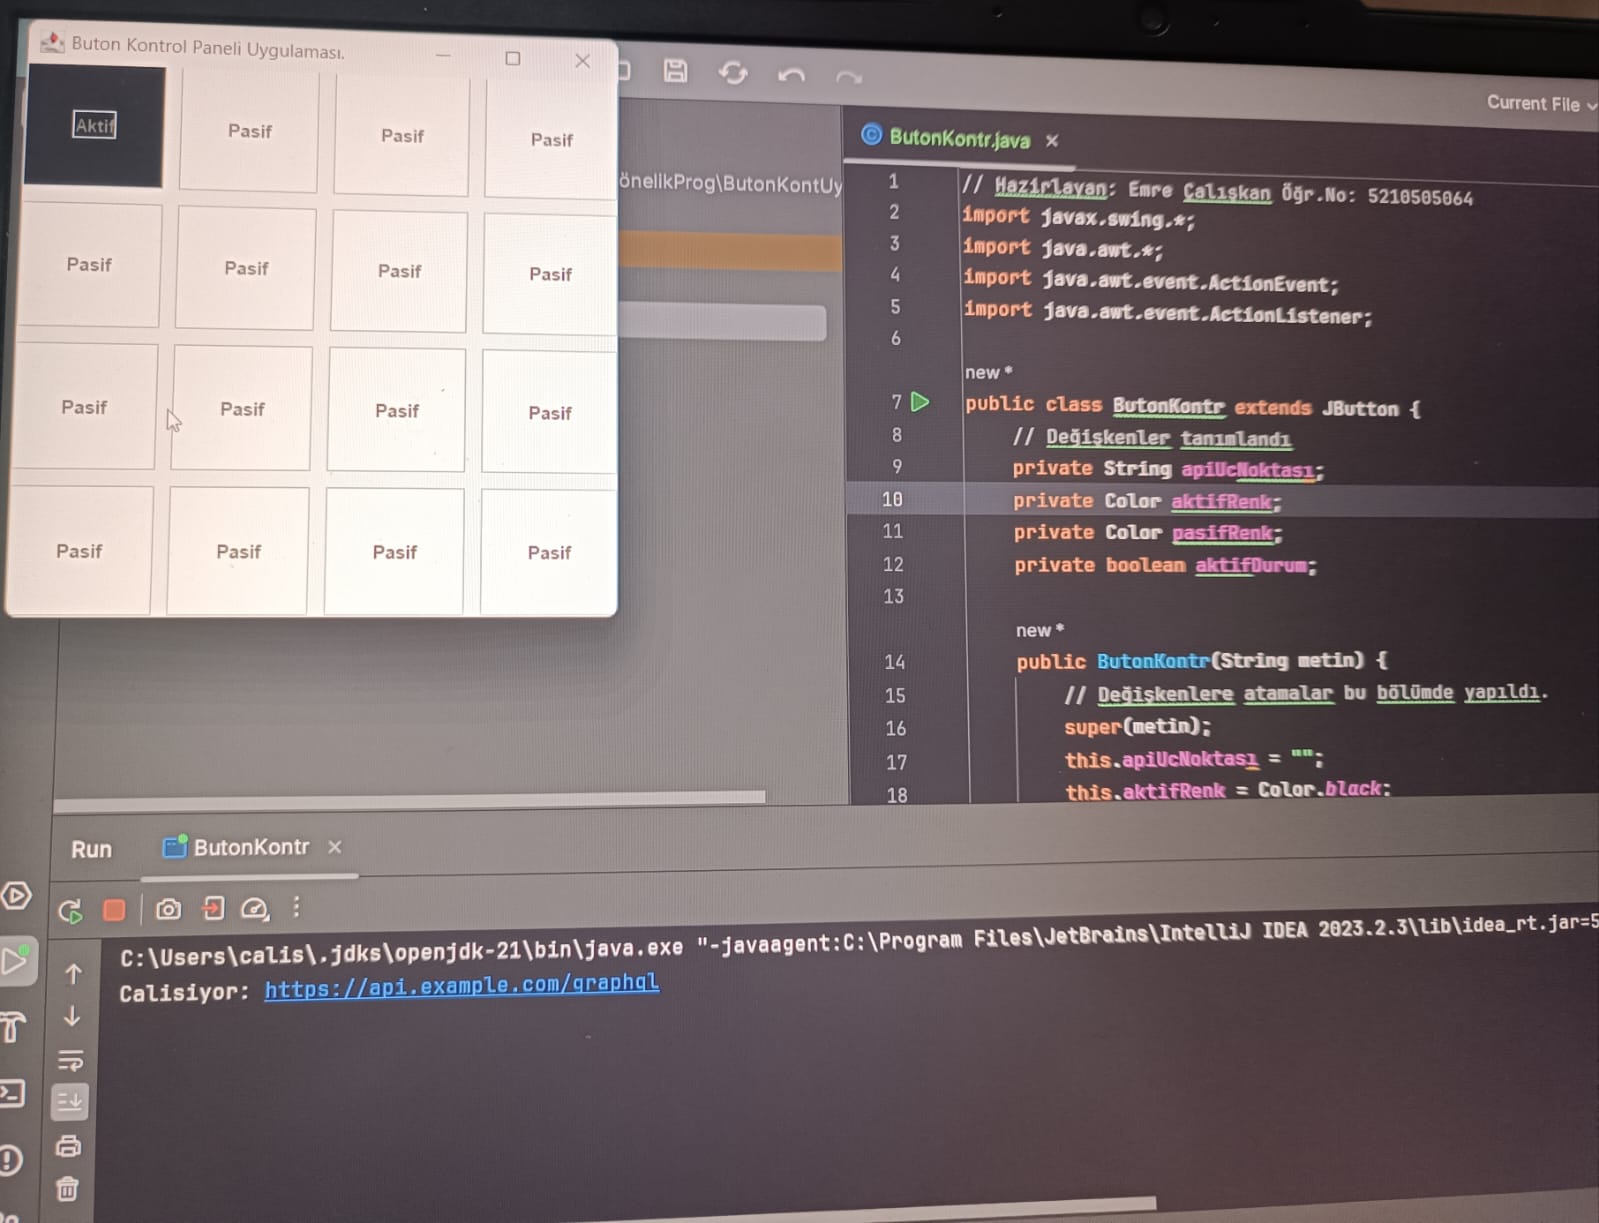 Buton Kontrol Paneli Uygulaması.
Aktif Pasif Pasif Pasif
Pasif Pasif Pasif Pasif
Pasif Pasif Pasif Pasif
Pasif Pasif Pasif Pasif
Current File
önelikProg\ButonKontUy
ButonKontr.java
1 // Hazirlayan: Emre Çalışkan Öğr.No: 5210505064
2 import javax.swing.*;
3 import java.awt.*;
4 import java.awt.event.ActionEvent;
5 import java.awt.event.ActionListener;
6
new *
7 public class ButonKontr extends JButton {
8 // Değişkenler tanımlandı
9 private String apiUcNoktası;
10 private Color aktifRenk;
11 private Color pasifRenk;
12 private boolean aktifDurum;
13
new *
14 public ButonKontr(String metin) {
15 // Değişkenlere atamalar bu bölümde yapıldı.
16 super(metin);
17 this.apiUcNoktası = "";
18 this.aktifRenk = Color.black;
Run ButonKontr
C:\Users\calis\.jdks\openjdk-21\bin\java.exe "-javaagent:C:\Program Files\JetBrains\IntelliJ IDEA 2023.2.3\lib\idea_rt.jar=5
Calisiyor: https://api.example.com/graphql